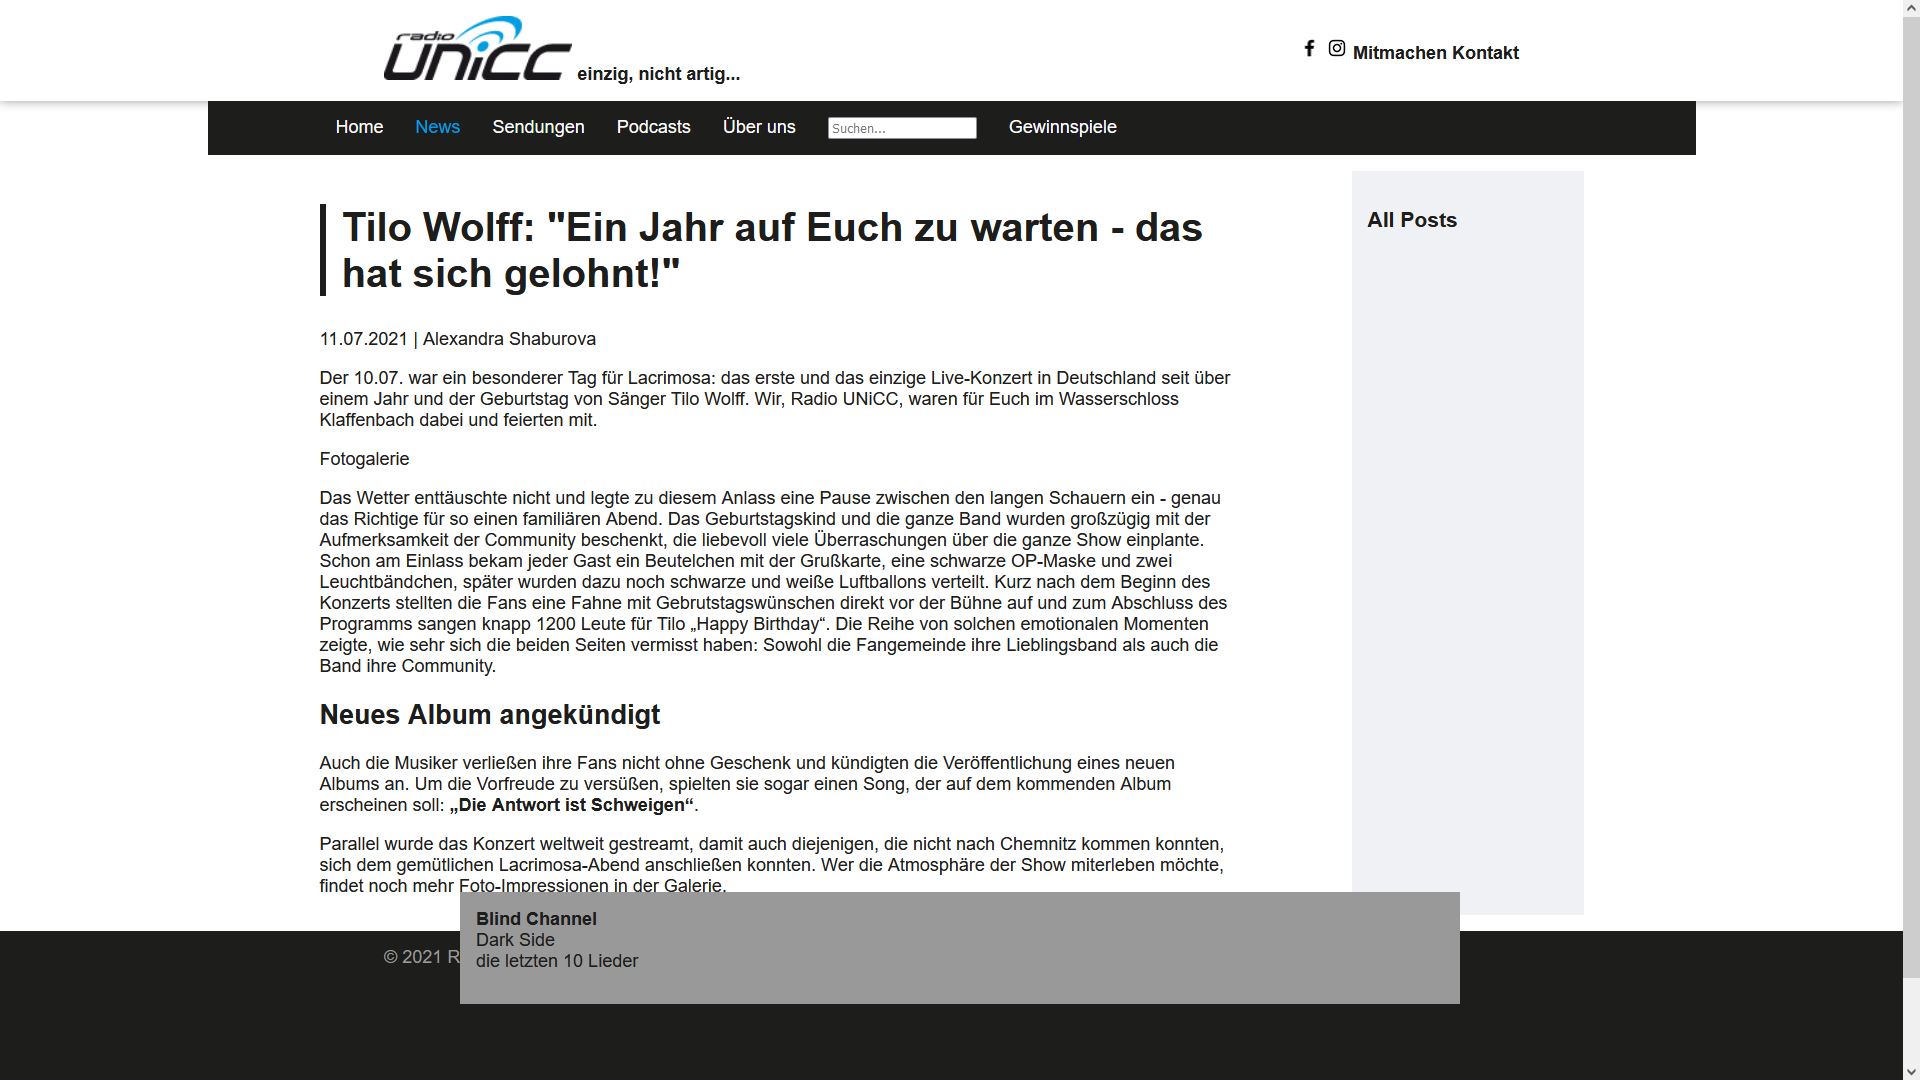 radio
UNiCC einzig, nicht artig...
Mitmachen Kontakt
Home News Sendungen Podcasts Über uns Suchen... Gewinnspiele
Tilo Wolff: "Ein Jahr auf Euch zu warten - das
hat sich gelohnt!"
All Posts
11.07.2021 | Alexandra Shaburova
Der 10.07. war ein besonderer Tag für Lacrimosa: das erste und das einzige Live-Konzert in Deutschland seit über
einem Jahr und der Geburtstag von Sänger Tilo Wolff. Wir, Radio UNiCC, waren für Euch im Wasserschloss
Klaffenbach dabei und feierten mit.
Fotogalerie
Das Wetter enttäuschte nicht und legte zu diesem Anlass eine Pause zwischen den langen Schauern ein - genau
das Richtige für so einen familiären Abend. Das Geburtstagskind und die ganze Band wurden großzügig mit der
Aufmerksamkeit der Community beschenkt, die liebevoll viele Überraschungen über die ganze Show einplante.
Schon am Einlass bekam jeder Gast ein Beutelchen mit der Grußkarte, eine schwarze OP-Maske und zwei
Leuchtbändchen, später wurden dazu noch schwarze und weiße Luftballons verteilt. Kurz nach dem Beginn des
Konzerts stellten die Fans eine Fahne mit Gebrutstagswünschen direkt vor der Bühne auf und zum Abschluss des
Programms sangen knapp 1200 Leute für Tilo „Happy Birthday“. Die Reihe von solchen emotionalen Momenten
zeigte, wie sehr sich die beiden Seiten vermisst haben: Sowohl die Fangemeinde ihre Lieblingsband als auch die
Band ihre Community.
Neues Album angekündigt
Auch die Musiker verließen ihre Fans nicht ohne Geschenk und kündigten die Veröffentlichung eines neuen
Albums an. Um die Vorfreude zu versüßen, spielten sie sogar einen Song, der auf dem kommenden Album
erscheinen soll: „Die Antwort ist Schweigen“.
Parallel wurde das Konzert weltweit gestreamt, damit auch diejenigen, die nicht nach Chemnitz kommen konnten,
sich dem gemütlichen Lacrimosa-Abend anschließen konnten. Wer die Atmosphäre der Show miterleben möchte,
findet noch mehr Foto-Impressionen in der Galerie.
Blind Channel
Dark Side
die letzten 10 Lieder
© 2021 R